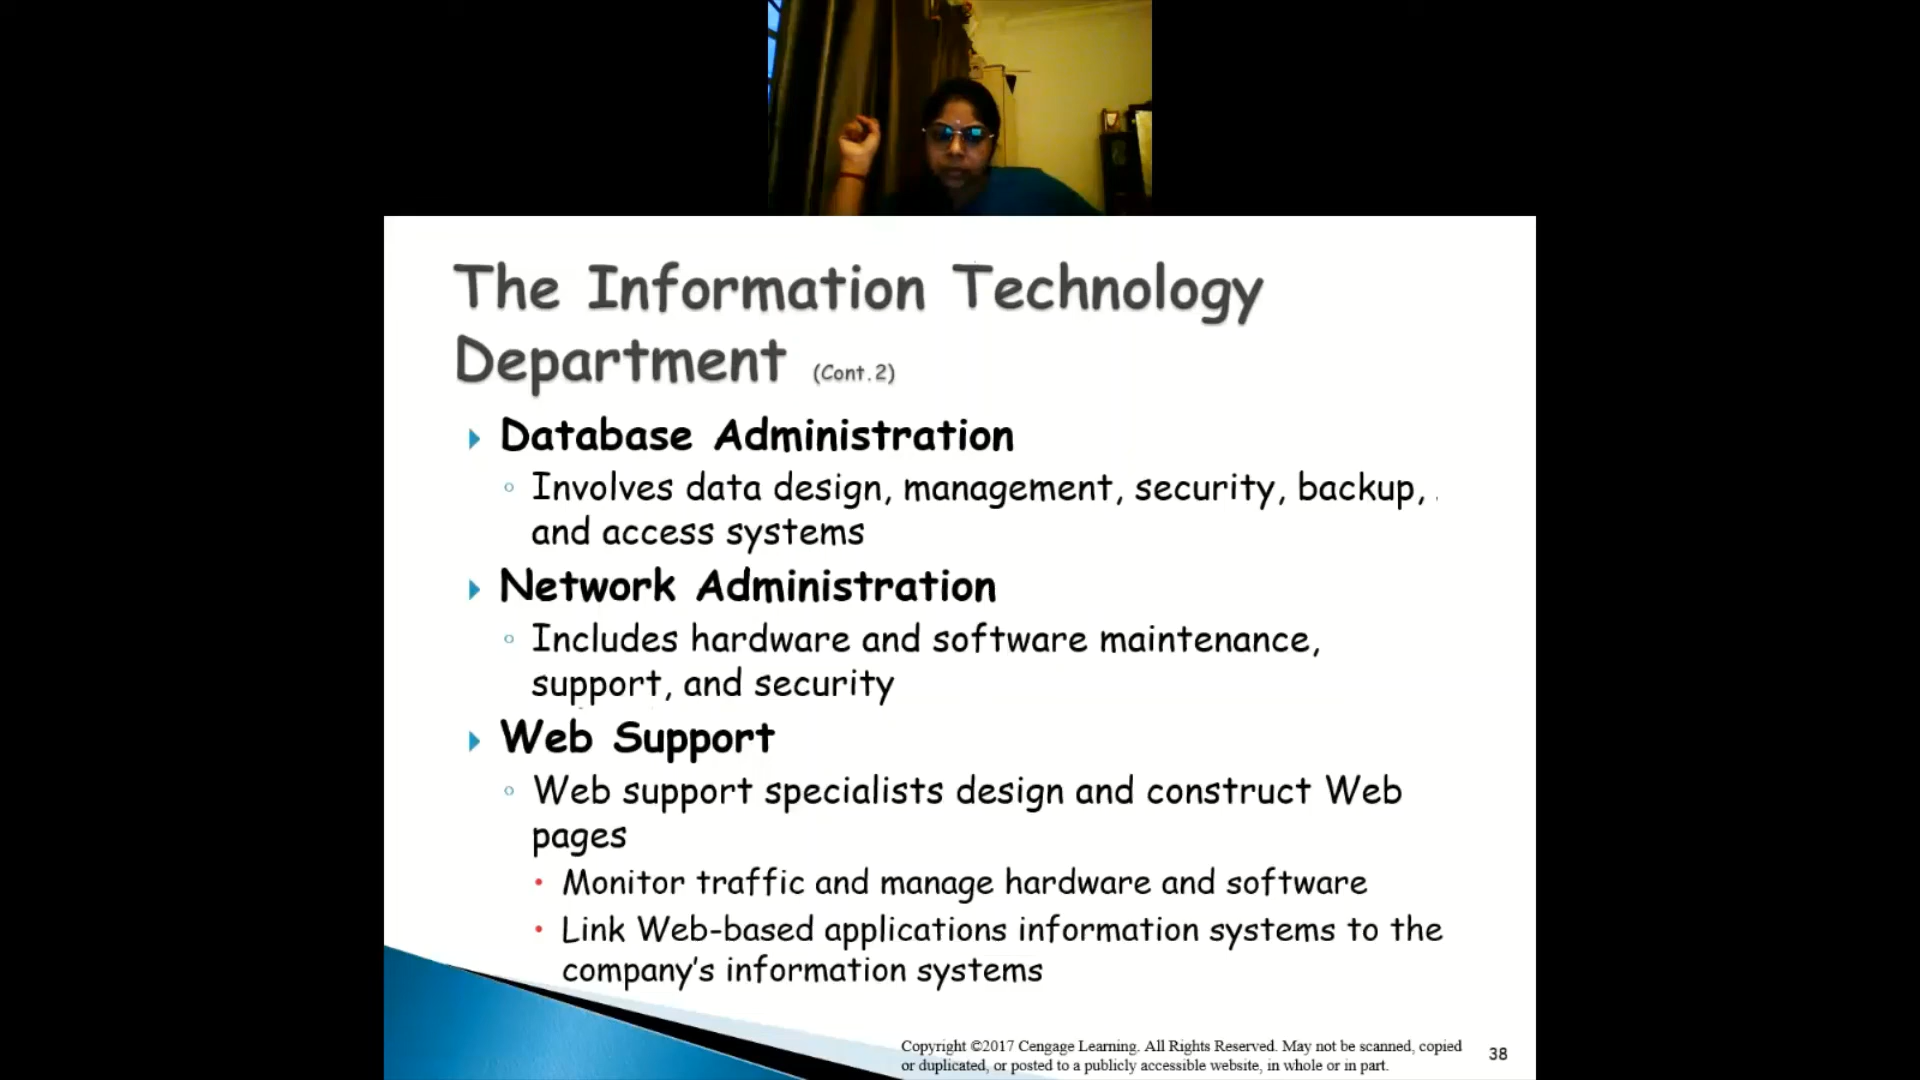 The Information Technology
Department (Cont.2)
Database Administration
Involves data design, management, security, backup,
and access systems
Network Administration
Includes hardware and software maintenance,
support, and security
Web Support
Web support specialists design and construct Web
pages
Monitor traffic and manage hardware and software
Link Web-based applications information systems to the
company’s information systems
Copyright ©2017 Cengage Learning. All Rights Reserved. May not be scanned, copied
or duplicated, or posted to a publicly accessible website, in whole or in part.
38